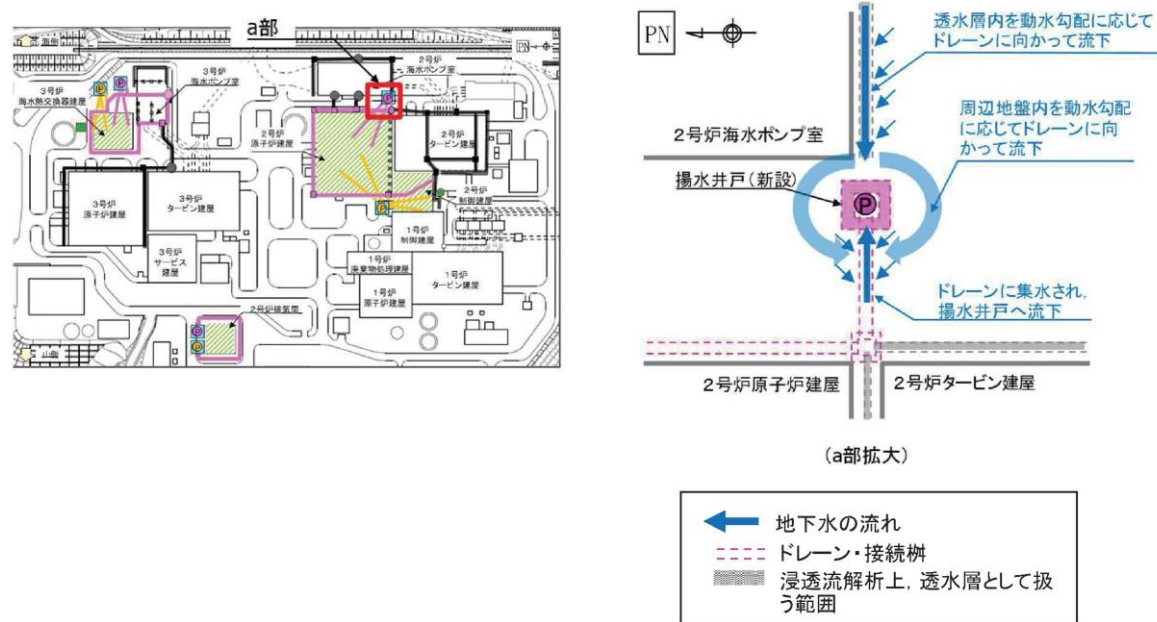 a部
海側
PN
3号炉
海水熱交換器建屋
3号炉
海水ポンプ室
P
P
2号炉
海水ポンプ室
P
2号炉
原子炉建屋
2号炉
タービン建屋
2号炉
制御建屋
P
3号炉
原子炉建屋
3号炉
タービン建屋
3号炉
サービス
建屋
1号炉
制御建屋
1号炉
廃棄物処理建屋
1号炉
原子炉建屋
1号炉
タービン建屋
2号炉排気筒
P
P
山側
PN
透水層内を動水勾配に応じて
ドレーンに向かって流下
周辺地盤内を動水勾配
に応じてドレーンに向
かって流下
2号炉海水ポンプ室
揚水井戸(新設)
P
ドレーンに集水され,
揚水井戸へ流下
2号炉原子炉建屋
2号炉タービン建屋
(a部拡大)
地下水の流れ
ドレーン・接続桝
浸透流解析上,透水層として扱
う範囲